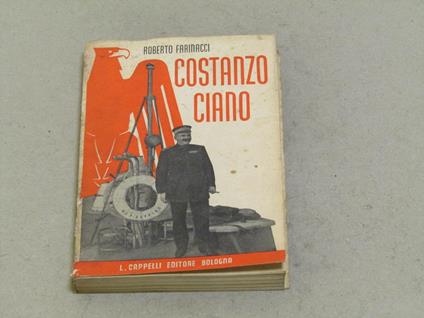 ROBERTO FARINACCI
COSTANZO
CIANO
L. CAPPELLI EDITORE BOLOGNA